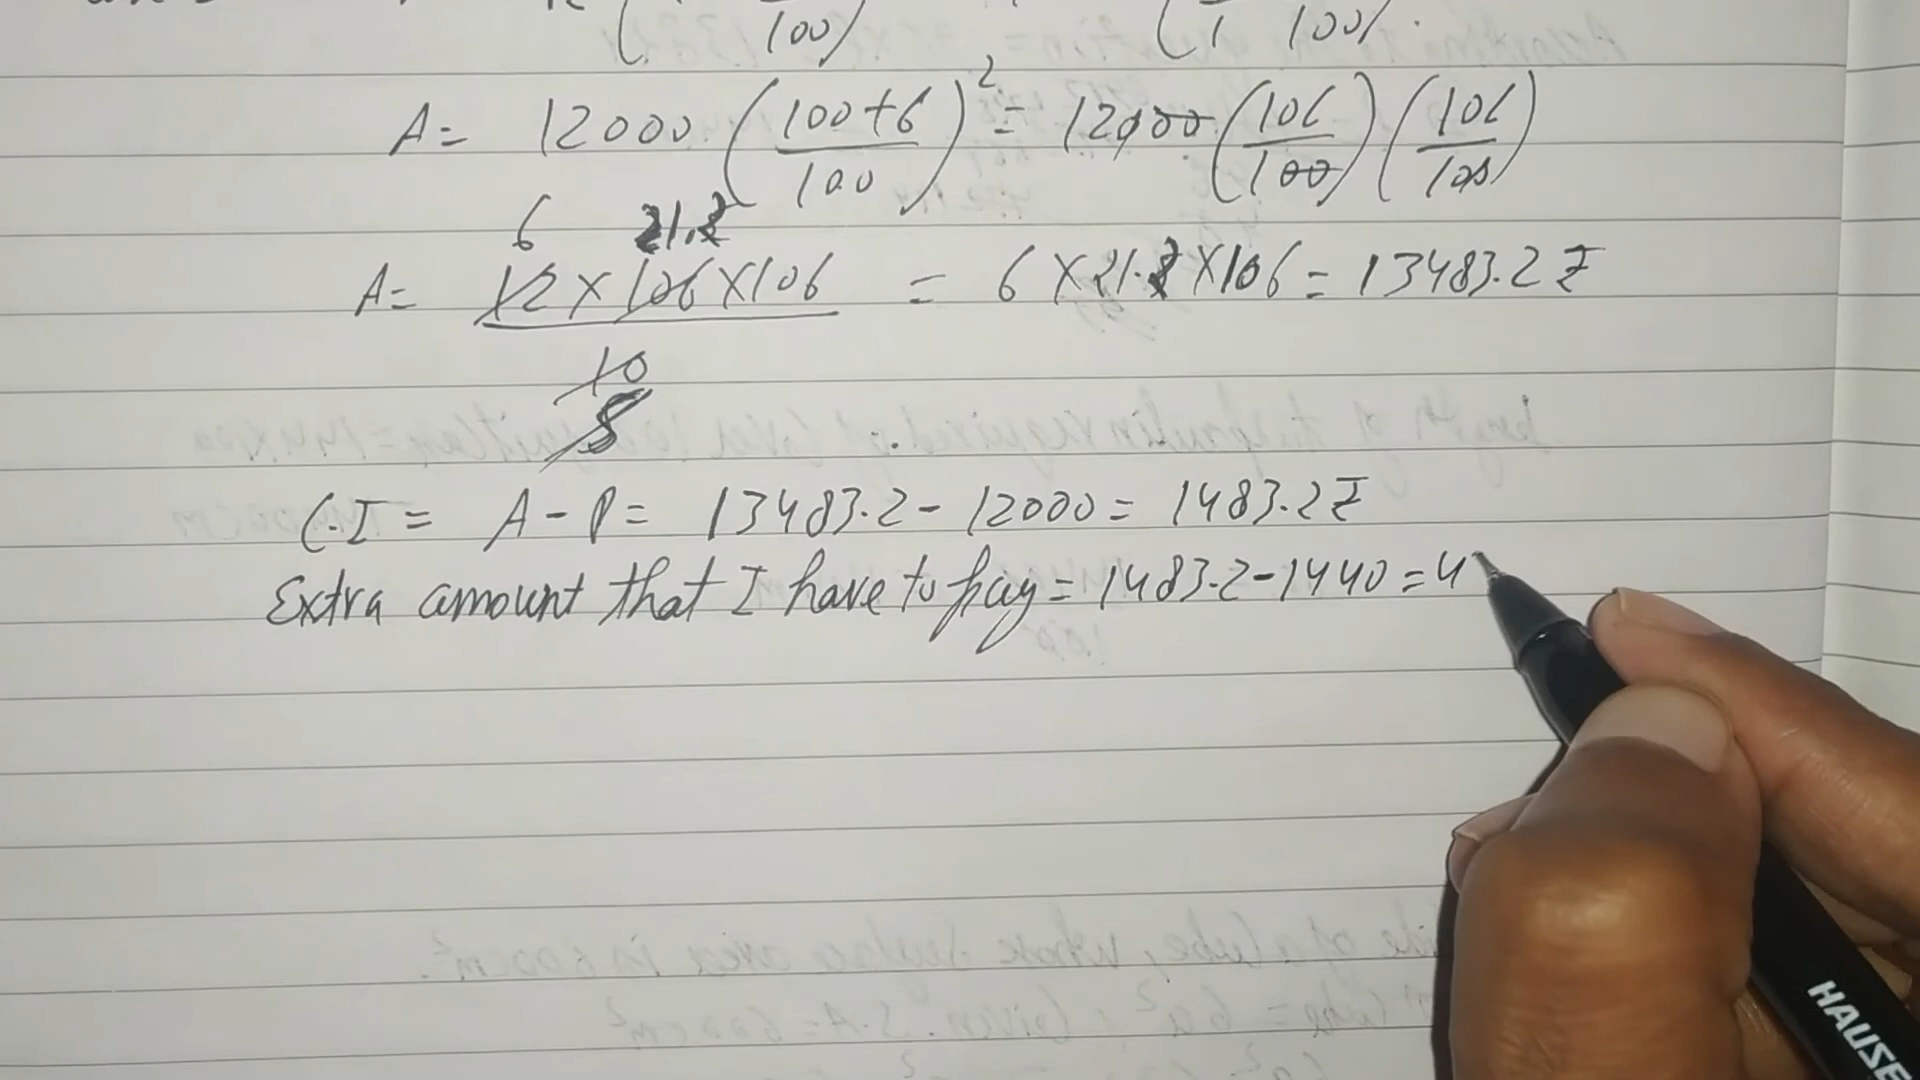 100) (1 100)
A = 12000 (100+6/100)² = 12000 (106/100) (106/100)
6 21.2
A = 12×106×106 = 6×21.2×106 = 13483.2 ₹
10
5
C.I = A-P = 13483.2 - 12000 = 1483.2 ₹
Extra amount that I have to pay = 1483.2 - 1440 = 4
HAUSE